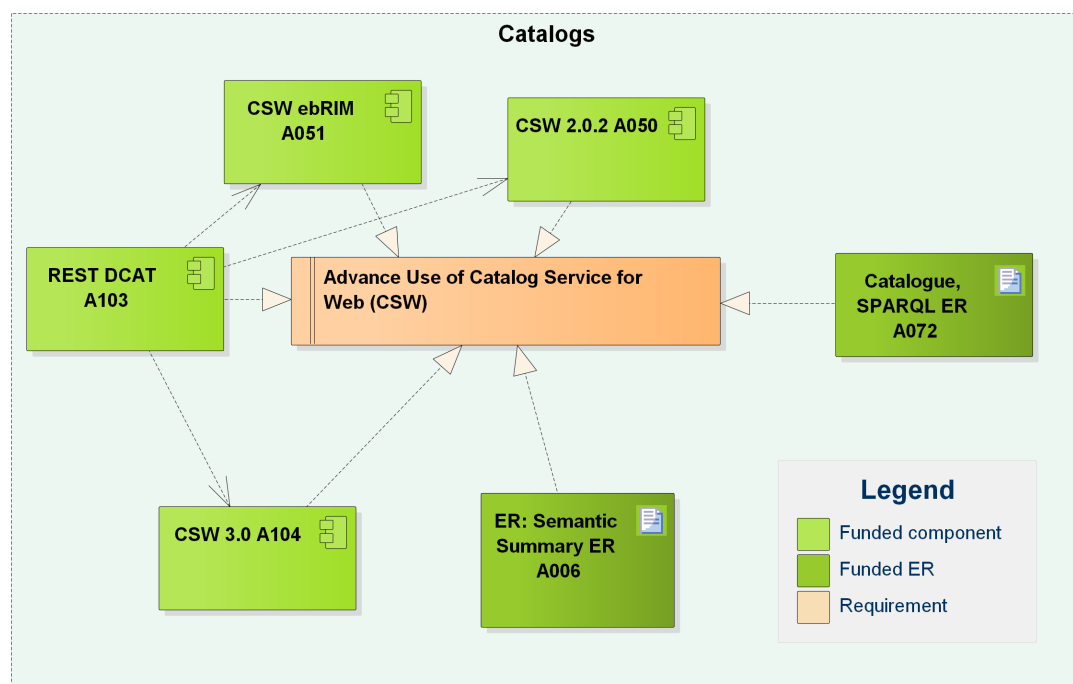 Catalogs
CSW ebRIM
A051
CSW 2.0.2 A050
REST DCAT
A103
Advance Use of Catalog Service for
Web (CSW)
Catalogue,
SPARQL ER
A072
CSW 3.0 A104
ER: Semantic
Summary ER
A006
Legend
Funded component
Funded ER
Requirement